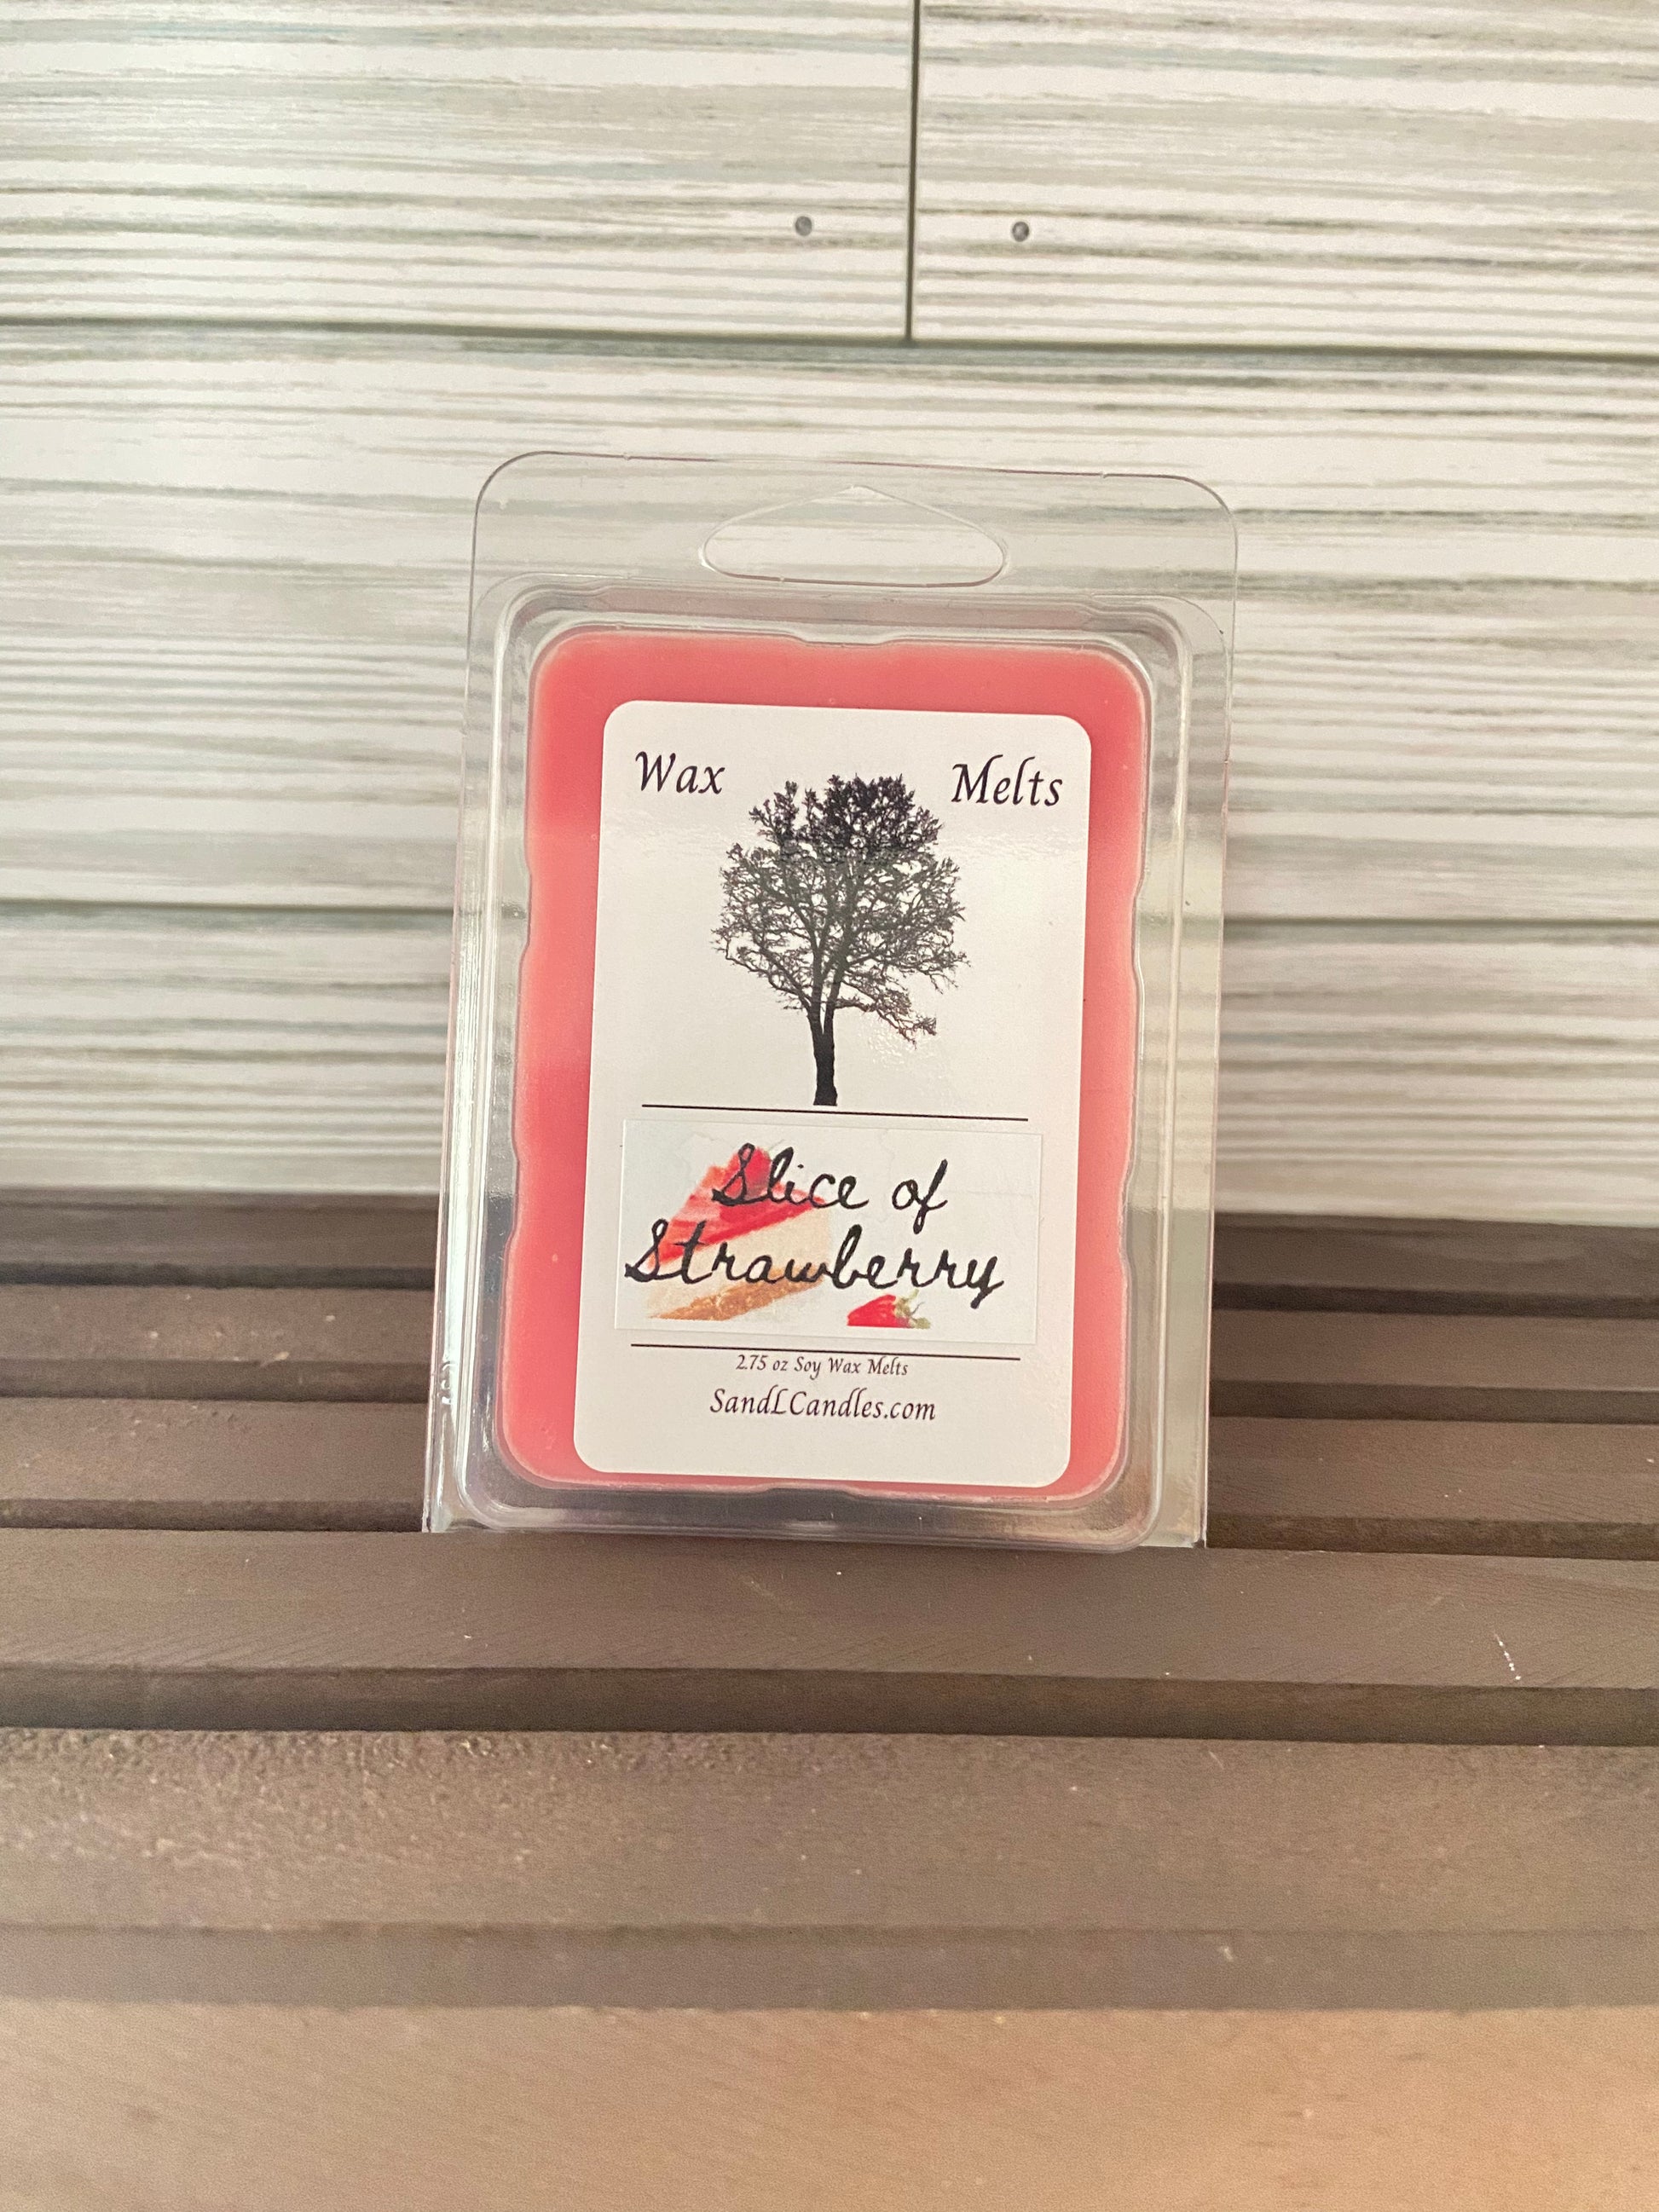 Wax Melts
Slice of
Strawberry
2.75 oz Soy Wax Melts
SandLCandles.com